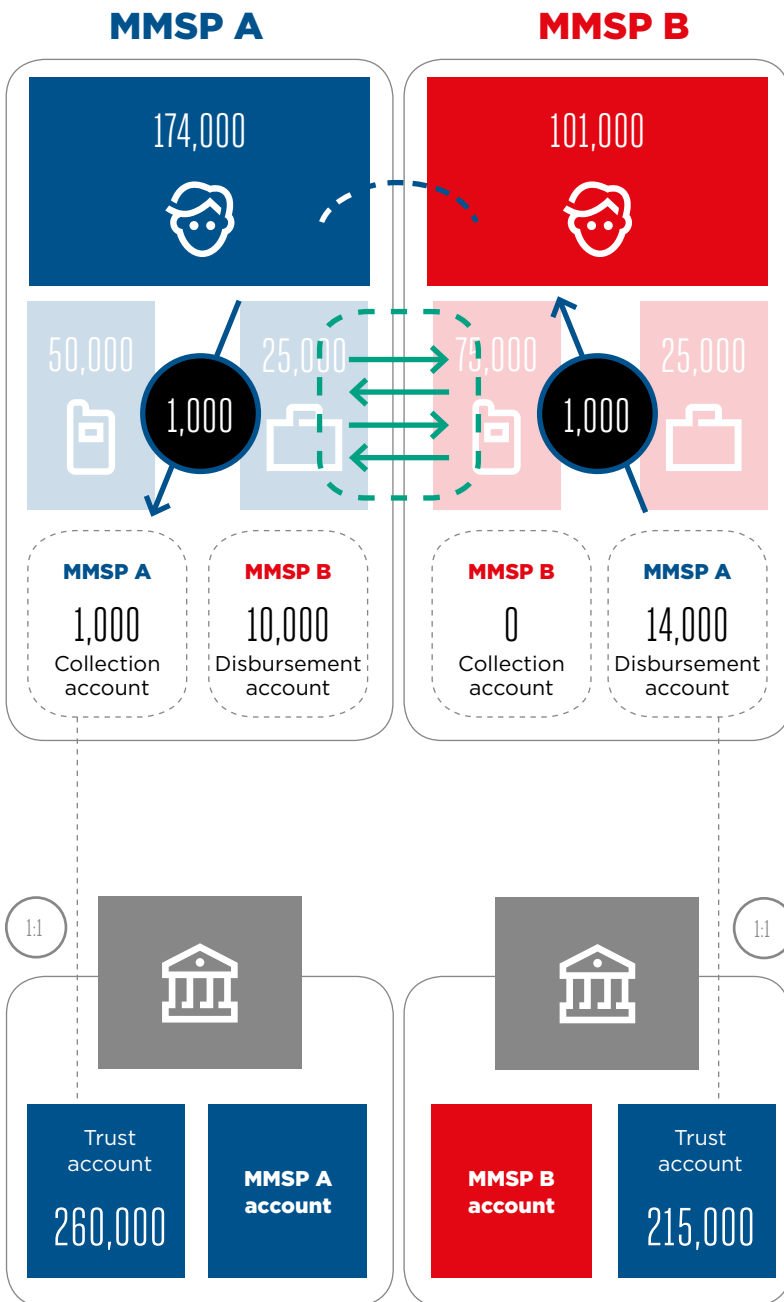 MMSP A
MMSP B
174,000
101,000
50,000
25,000
75,000
25,000
1,000
1,000
MMSP A
1,000
Collection
account
MMSP B
10,000
Disbursement
account
MMSP B
0
Collection
account
MMSP A
14,000
Disbursement
account
1:1
1:1
Trust
account
260,000
MMSP A
account
MMSP B
account
Trust
account
215,000